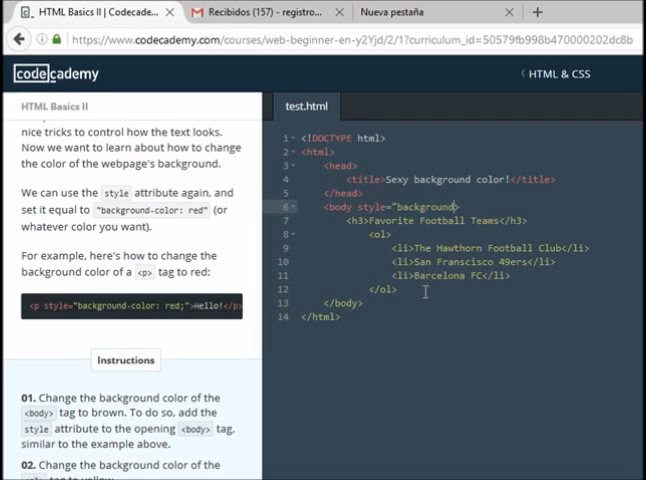 HTML Basics II | Codecade...
Recibidos (157) - registro...
Nueva pestaña
https://www.codecademy.com/courses/web-beginner-en-y2Yjd/2/1?curriculum_id=50579fb998b470000202dc8b
codecademy
HTML & CSS
HTML Basics II
nice tricks to control how the text looks.
Now we want to learn about how to change
the color of the webpage's background.
We can use the style attribute again, and
set it equal to "background-color: red" (or
whatever color you want).
For example, here's how to change the
background color of a <p> tag to red:
<p style="background-color: red;">Hello!</p>
Instructions
01. Change the background color of the
<body> tag to brown. To do so, add the
style attribute to the opening <body> tag,
similar to the example above.
02. Change the background color of the
test.html
1 <!DOCTYPE html>
2 <html>
3 <head>
4 <title>Sexy background color!</title>
5 </head>
6 <body style="background>
7 <h3>Favorite Football Teams</h3>
8 <ol>
9 <li>The Hawthorn Football Club</li>
10 <li>San Franscisco 49ers</li>
11 <li>Barcelona FC</li>
12 </ol>
13 </body>
14 </html>